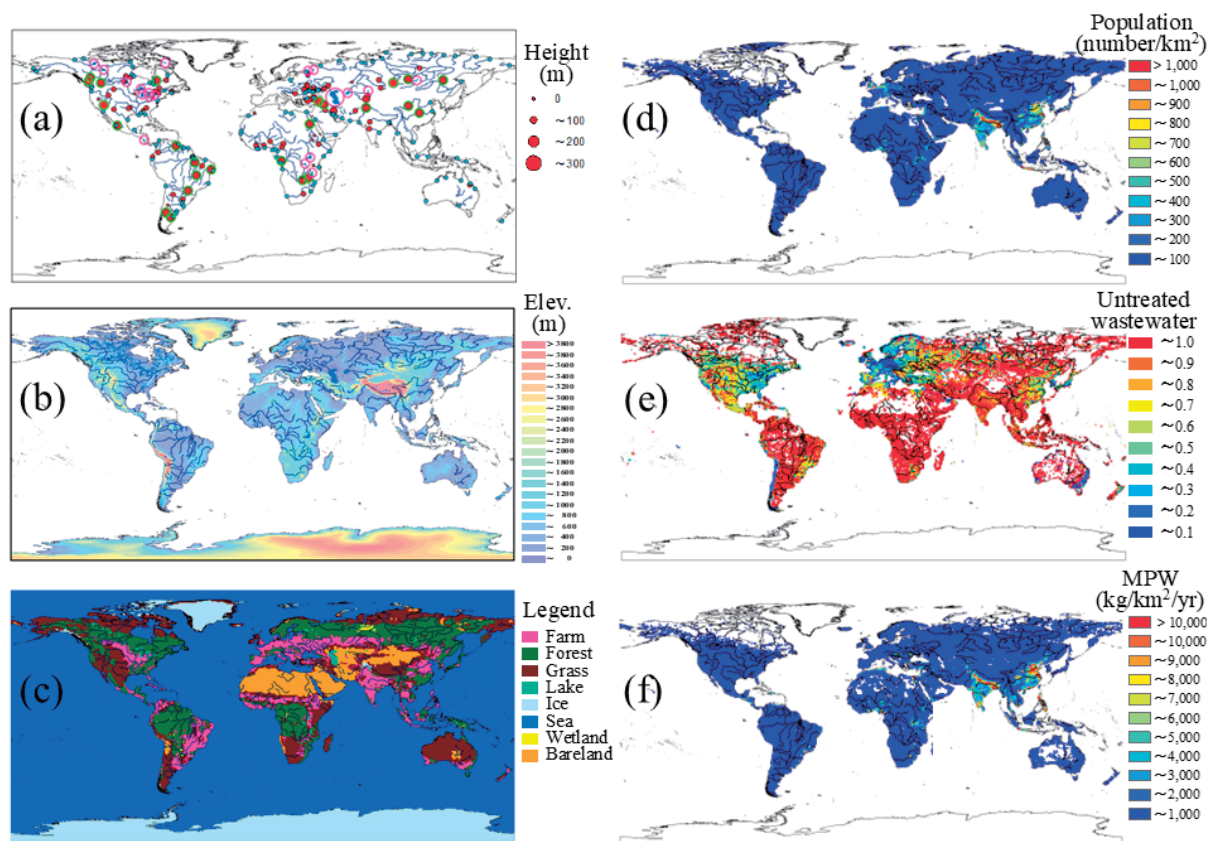 (a)
Height
(m)
0
~100
~200
~300
(b)
Elev.
(m)
> 3800
~ 3800
~ 3600
~ 3400
~ 3200
~ 3000
~ 2800
~ 2600
~ 2400
~ 2200
~ 2000
~ 1800
~ 1600
~ 1400
~ 1200
~ 1000
~ 800
~ 600
~ 400
~ 200
~ 0
(c)
Legend
Farm
Forest
Grass
Lake
Ice
Sea
Wetland
Bareland
(d)
Population
(number/km²)
> 1,000
~1,000
~900
~800
~700
~600
~500
~400
~300
~200
~100
(e)
Untreated
wastewater
~1.0
~0.9
~0.8
~0.7
~0.6
~0.5
~0.4
~0.3
~0.2
~0.1
(f)
MPW
(kg/km²/yr)
> 10,000
~10,000
~9,000
~8,000
~7,000
~6,000
~5,000
~4,000
~3,000
~2,000
~1,000